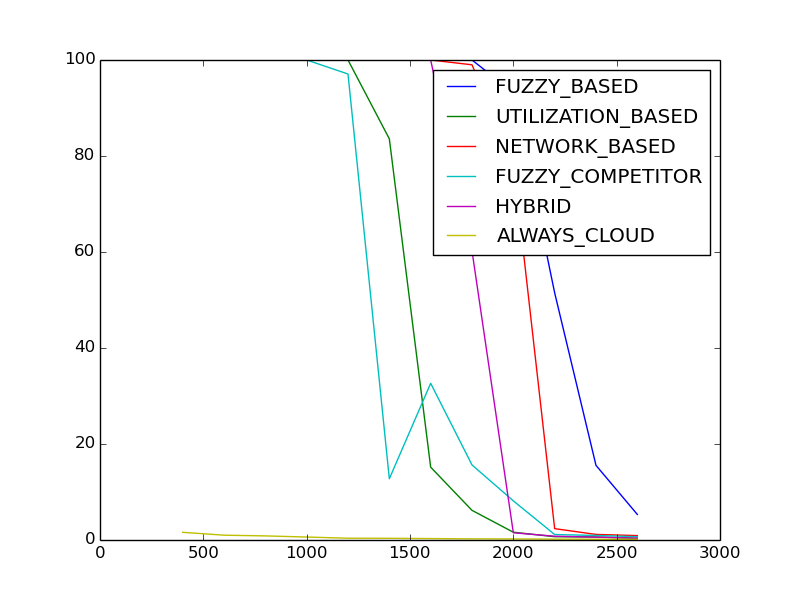 100
80
60
40
20
0
0 500 1000 1500 2000 2500 3000
FUZZY_BASED
UTILIZATION_BASED
NETWORK_BASED
FUZZY_COMPETITOR
HYBRID
ALWAYS_CLOUD